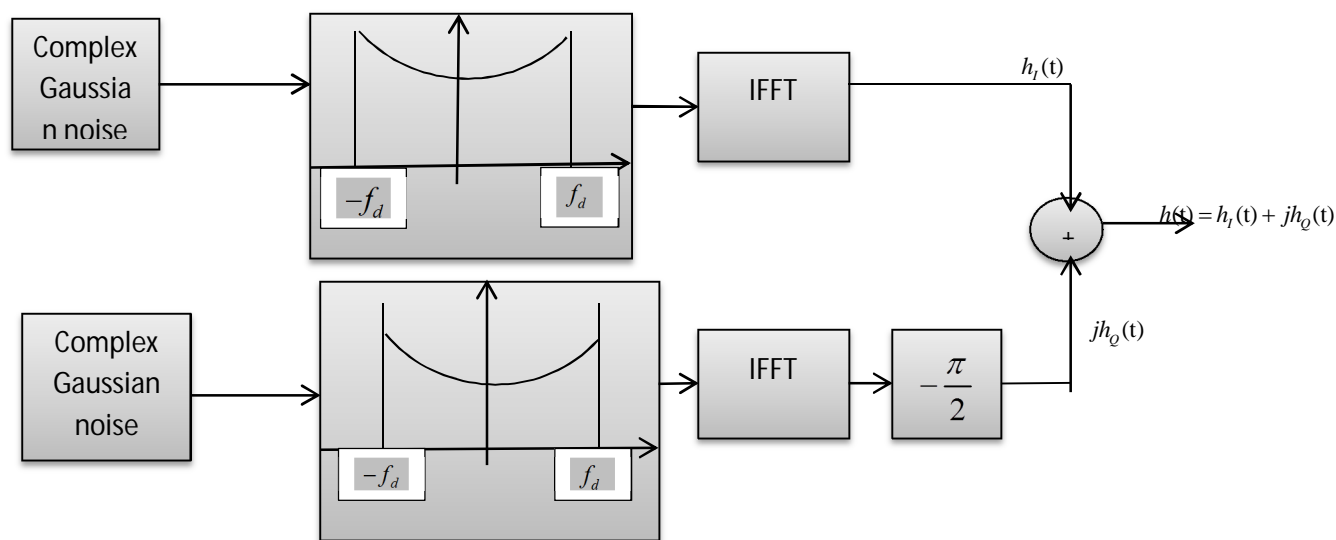 Complex
Gaussia
n noise
-f_d
f_d
IFFT
h_I(t)
h(t) = h_I(t) + jh_Q(t)
+
Complex
Gaussian
noise
-f_d
f_d
IFFT
-π/2
jh_Q(t)